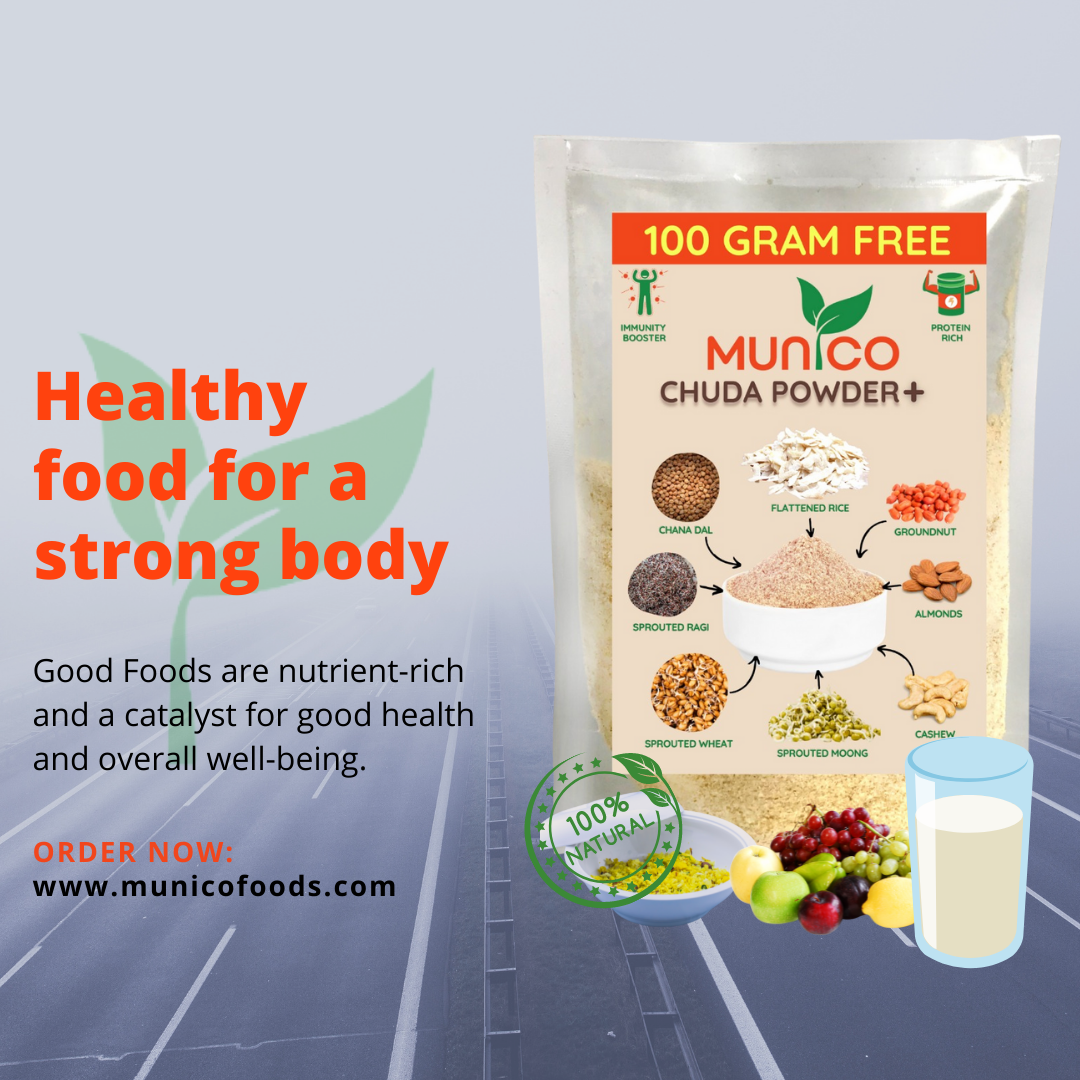 100 GRAM FREE
IMMUNITY
BOOSTER
PROTEIN
RICH
MUNICO
CHUDA POWDER+
FLATTENED RICE
CHANA DAL
GROUNDNUT
SPROUTED RAGI
ALMONDS
SPROUTED WHEAT
SPROUTED MOONG
CASHEW
100%
NATURAL
Healthy
food for a
strong body
Good Foods are nutrient-rich
and a catalyst for good health
and overall well-being.
ORDER NOW:
www.municofoods.com